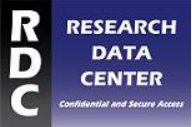 RDC
RESEARCH
DATA
CENTER
Confidential and Secure Access